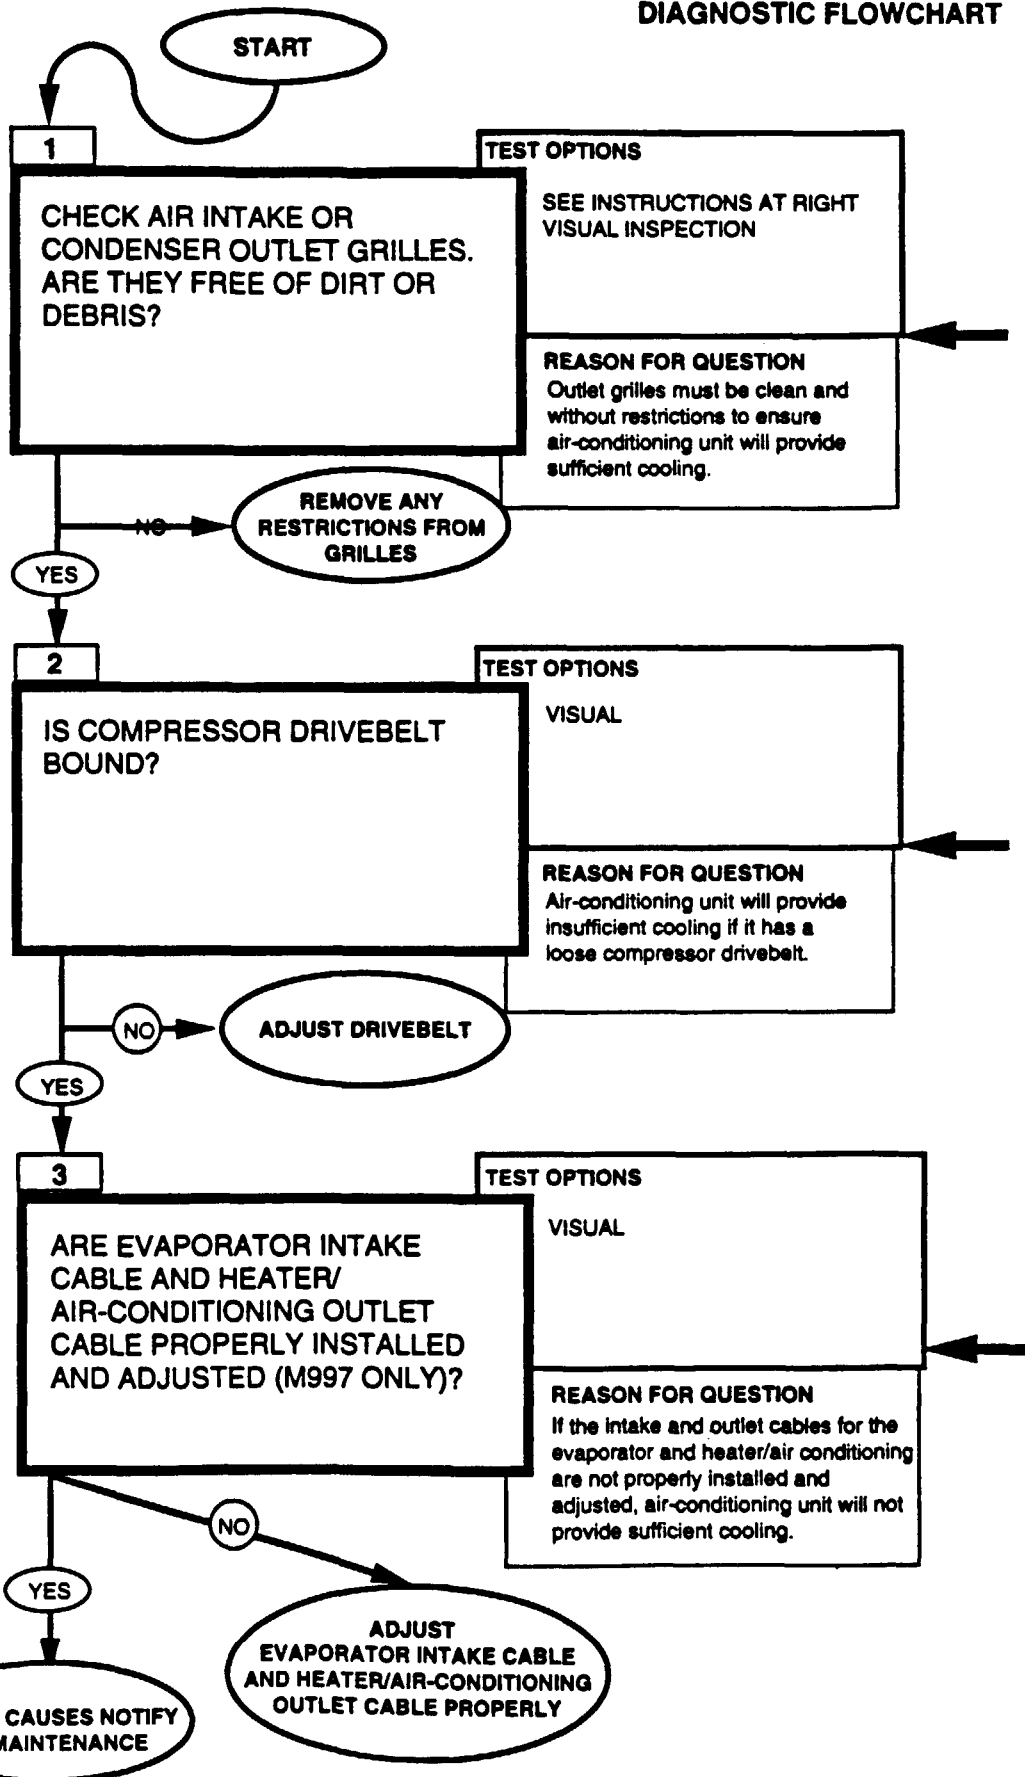 DIAGNOSTIC FLOWCHART
START
1
CHECK AIR INTAKE OR
CONDENSER OUTLET GRILLES.
ARE THEY FREE OF DIRT OR
DEBRIS?
TEST OPTIONS
SEE INSTRUCTIONS AT RIGHT
VISUAL INSPECTION
REASON FOR QUESTION
Outlet grilles must be clean and
without restrictions to ensure
air-conditioning unit will provide
sufficient cooling.
NO
REMOVE ANY
RESTRICTIONS FROM
GRILLES
YES
2
IS COMPRESSOR DRIVEBELT
BOUND?
TEST OPTIONS
VISUAL
REASON FOR QUESTION
Air-conditioning unit will provide
insufficient cooling if it has a
loose compressor drivebelt.
NO
ADJUST DRIVEBELT
YES
3
ARE EVAPORATOR INTAKE
CABLE AND HEATER/
AIR-CONDITIONING OUTLET
CABLE PROPERLY INSTALLED
AND ADJUSTED (M997 ONLY)?
TEST OPTIONS
VISUAL
REASON FOR QUESTION
If the intake and outlet cables for the
evaporator and heater/air conditioning
are not properly installed and
adjusted, air-conditioning unit will not
provide sufficient cooling.
NO
YES
ADJUST
EVAPORATOR INTAKE CABLE
AND HEATER/AIR-CONDITIONING
OUTLET CABLE PROPERLY
CAUSES NOTIFY
MAINTENANCE